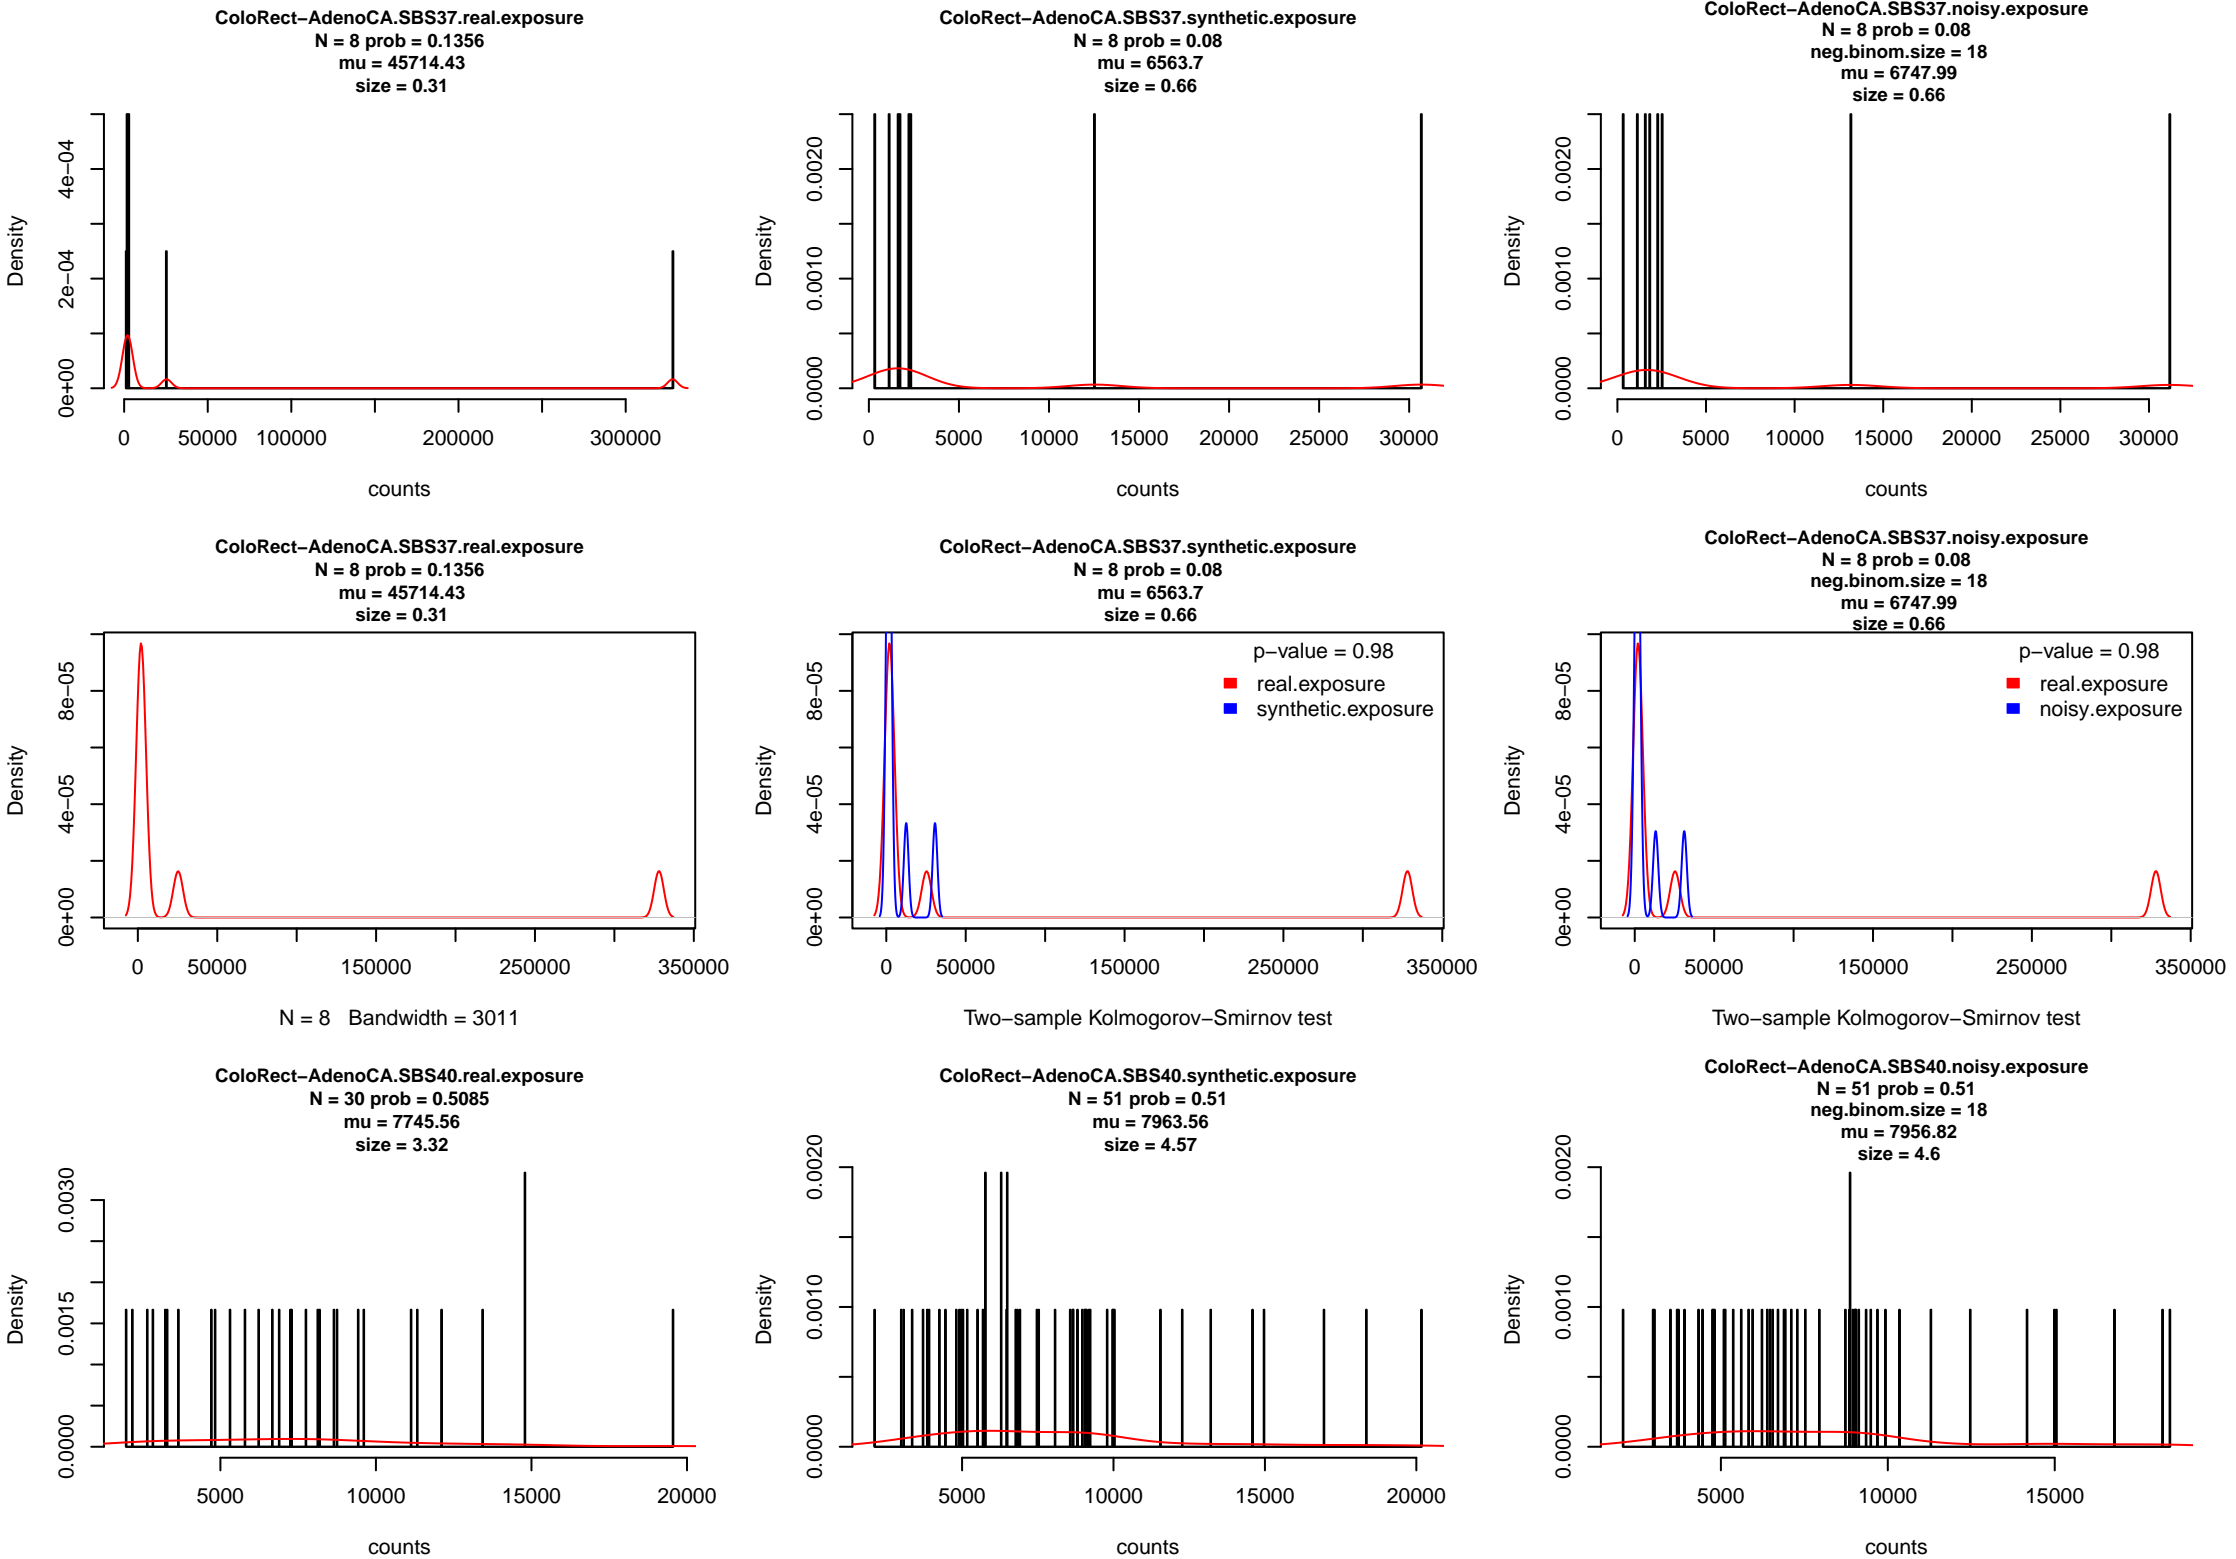 ColoRect−AdenoCA.SBS37.real.exposure
N = 8 prob = 0.1356
mu = 45714.43
size = 0.31
Density
0e+00 2e−04 4e−04
0 50000 100000 200000 300000
counts
ColoRect−AdenoCA.SBS37.synthetic.exposure
N = 8 prob = 0.08
mu = 6563.7
size = 0.66
Density
0.0000 0.0010 0.0020
0 5000 10000 15000 20000 25000 30000
counts
ColoRect−AdenoCA.SBS37.noisy.exposure
N = 8 prob = 0.08
neg.binom.size = 18
mu = 6747.99
size = 0.66
Density
0.0000 0.0010 0.0020
0 5000 10000 15000 20000 25000 30000
counts
ColoRect−AdenoCA.SBS37.real.exposure
N = 8 prob = 0.1356
mu = 45714.43
size = 0.31
Density
0e+00 4e−05 8e−05
0 50000 150000 250000 350000
N = 8 Bandwidth = 3011
ColoRect−AdenoCA.SBS37.synthetic.exposure
N = 8 prob = 0.08
mu = 6563.7
size = 0.66
p−value = 0.98
real.exposure
synthetic.exposure
Density
0e+00 4e−05 8e−05
0 50000 150000 250000 350000
Two−sample Kolmogorov−Smirnov test
ColoRect−AdenoCA.SBS37.noisy.exposure
N = 8 prob = 0.08
neg.binom.size = 18
mu = 6747.99
size = 0.66
p−value = 0.98
real.exposure
noisy.exposure
Density
0e+00 4e−05 8e−05
0 50000 150000 250000 350000
Two−sample Kolmogorov−Smirnov test
ColoRect−AdenoCA.SBS40.real.exposure
N = 30 prob = 0.5085
mu = 7745.56
size = 3.32
Density
0.0000 0.0015 0.0030
5000 10000 15000 20000
counts
ColoRect−AdenoCA.SBS40.synthetic.exposure
N = 51 prob = 0.51
mu = 7963.56
size = 4.57
Density
0.0000 0.0010 0.0020
5000 10000 15000 20000
counts
ColoRect−AdenoCA.SBS40.noisy.exposure
N = 51 prob = 0.51
neg.binom.size = 18
mu = 7956.82
size = 4.6
Density
0.0000 0.0010 0.0020
5000 10000 15000
counts